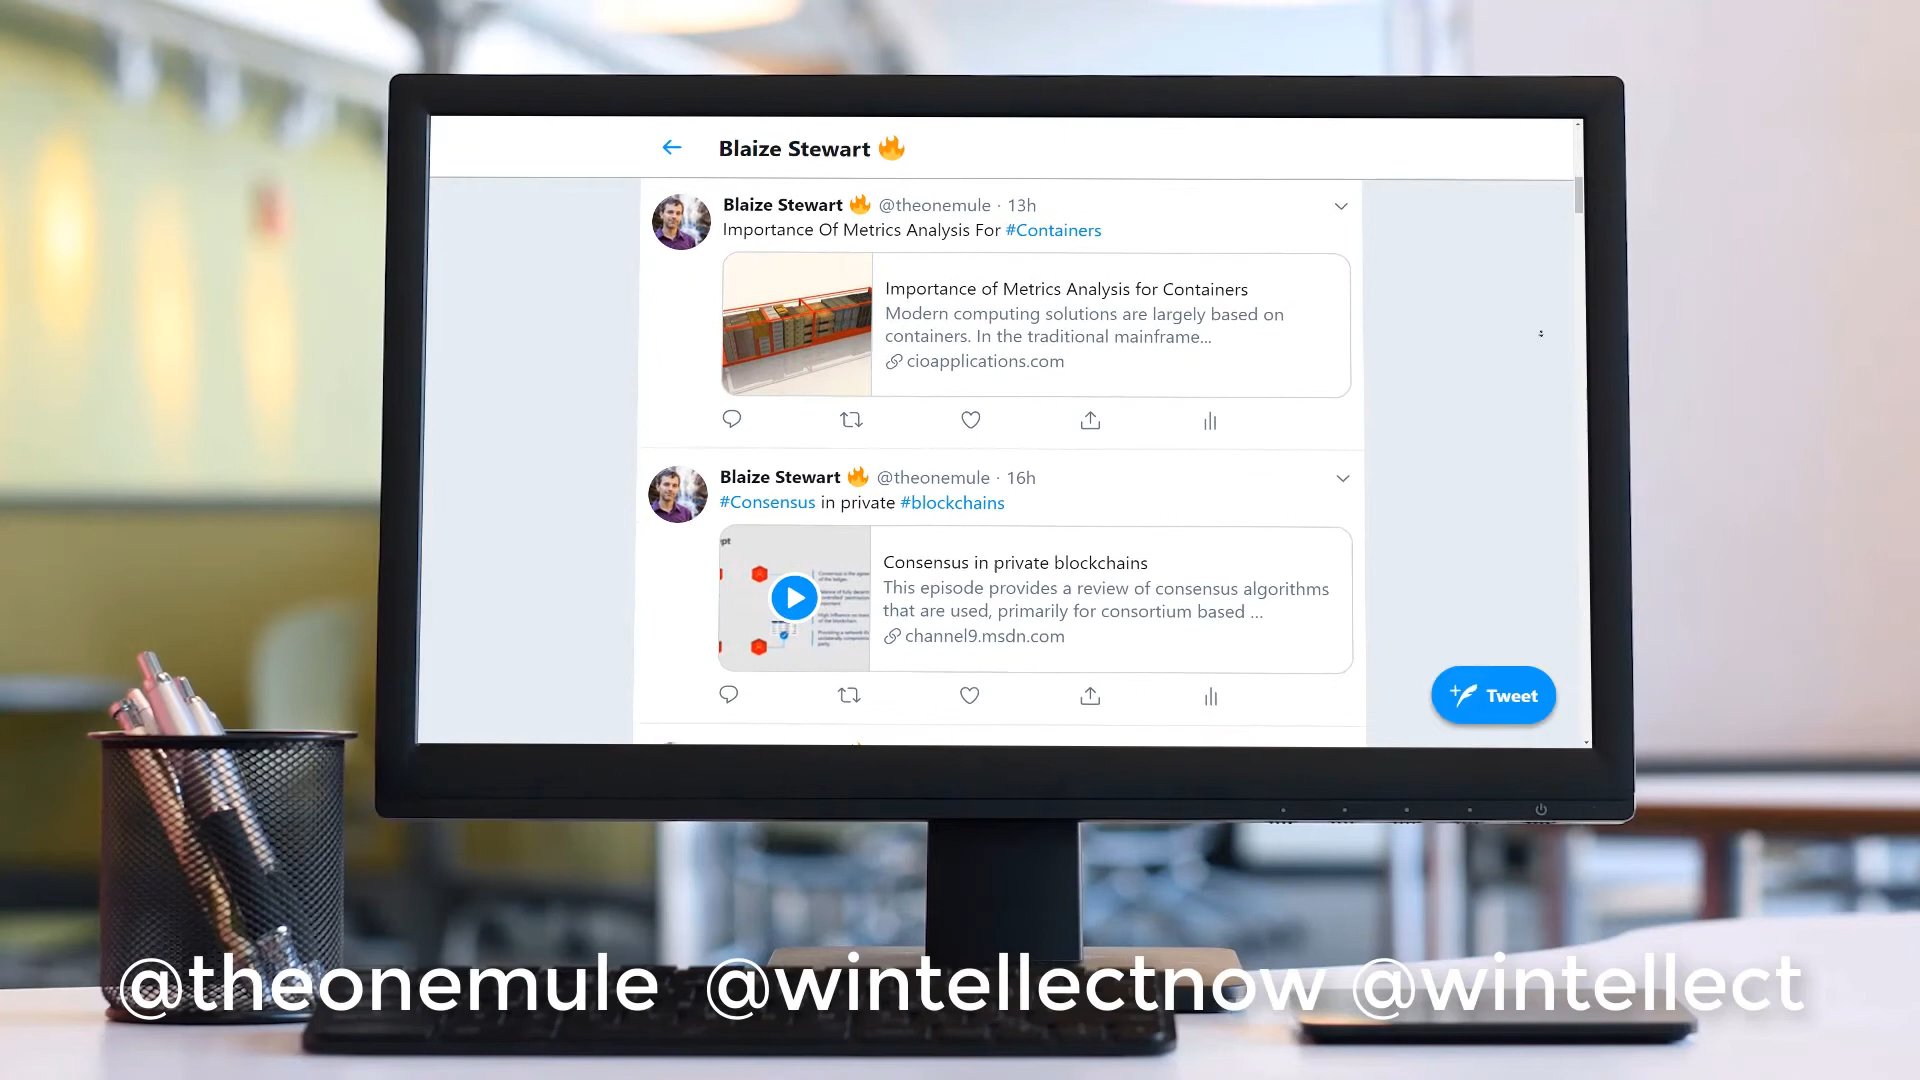 Blaize Stewart 🔥
Blaize Stewart 🔥 @theonemule · 13h
Importance Of Metrics Analysis For #Containers
Importance of Metrics Analysis for Containers
Modern computing solutions are largely based on
containers. In the traditional mainframe...
cioapplications.com
Blaize Stewart 🔥 @theonemule · 16h
#Consensus in private #blockchains
Consensus in private blockchains
This episode provides a review of consensus algorithms
that are used, primarily for consortium based ...
channel9.msdn.com
Tweet
@theonemule @wintellectnow @wintellect